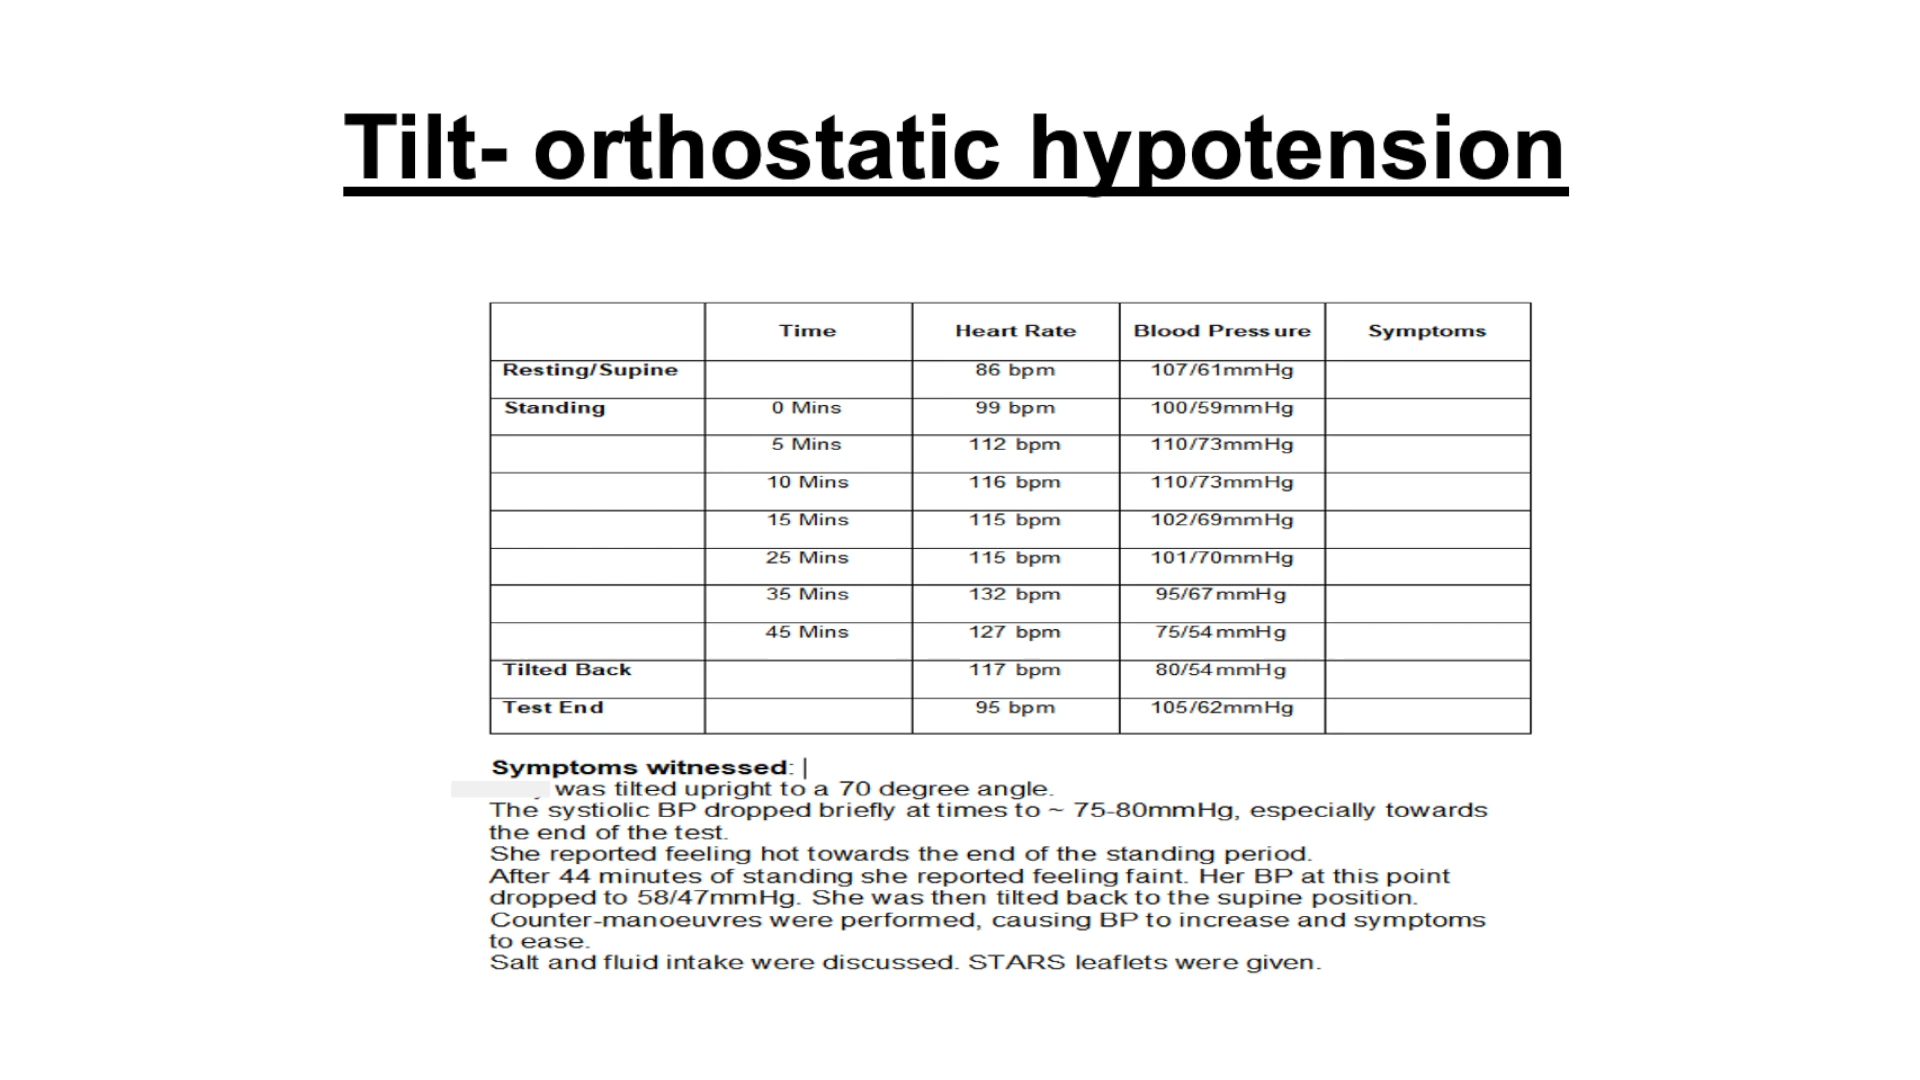 Tilt- orthostatic hypotension
Time Heart Rate Blood Pressure Symptoms
Resting/Supine 86 bpm 107/61mmHg
Standing 0 Mins 99 bpm 100/59mmHg
5 Mins 112 bpm 110/73mmHg
10 Mins 116 bpm 110/73mmHg
15 Mins 115 bpm 102/69mmHg
25 Mins 115 bpm 101/70mmHg
35 Mins 132 bpm 95/67mmHg
45 Mins 127 bpm 75/54mmHg
Tilted Back 117 bpm 80/54mmHg
Test End 95 bpm 105/62mmHg
Symptoms witnessed:
was tilted upright to a 70 degree angle.
The systiolic BP dropped briefly at times to ~ 75-80mmHg, especially towards
the end of the test.
She reported feeling hot towards the end of the standing period.
After 44 minutes of standing she reported feeling faint. Her BP at this point
dropped to 58/47mmHg. She was then tilted back to the supine position.
Counter-manoeuvres were performed, causing BP to increase and symptoms
to ease.
Salt and fluid intake were discussed. STARS leaflets were given.